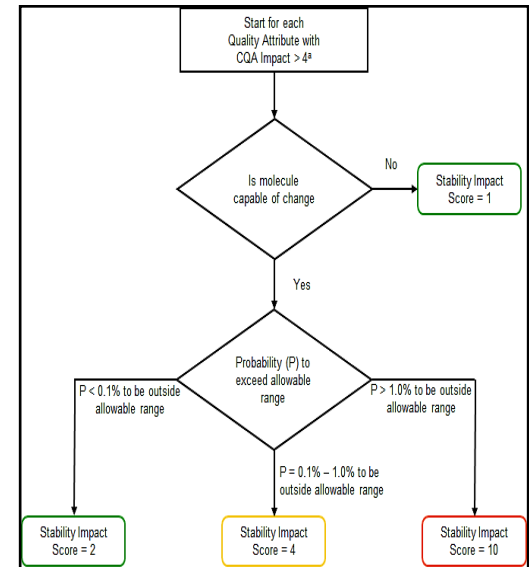 Start for each
Quality Attribute with
CQA Impact > 4ª
Is molecule
capable of change
No
Stability Impact
Score = 1
Yes
Probability (P) to
exceed allowable
range
P < 0.1% to be outside
allowable range
P > 1.0% to be outside
allowable range
P = 0.1% – 1.0% to be
outside allowable range
Stability Impact
Score = 2
Stability Impact
Score = 4
Stability Impact
Score = 10